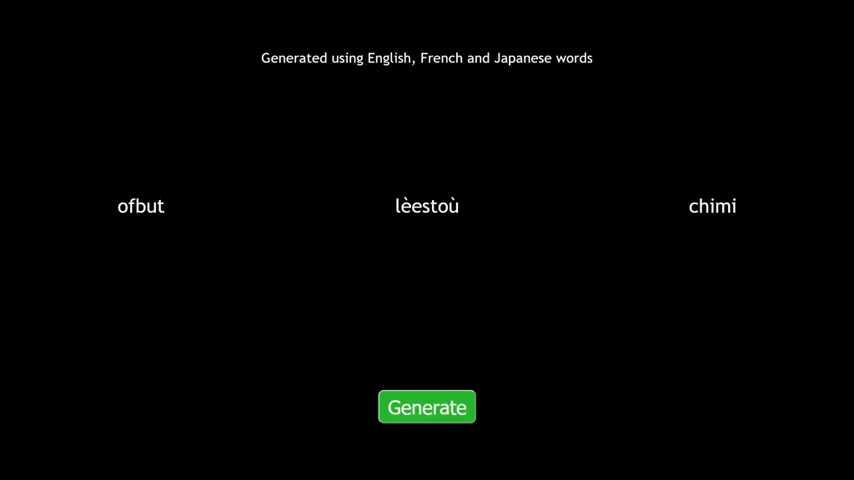 Generated using English, French and Japanese words
ofbut lèestoù chimi
Generate